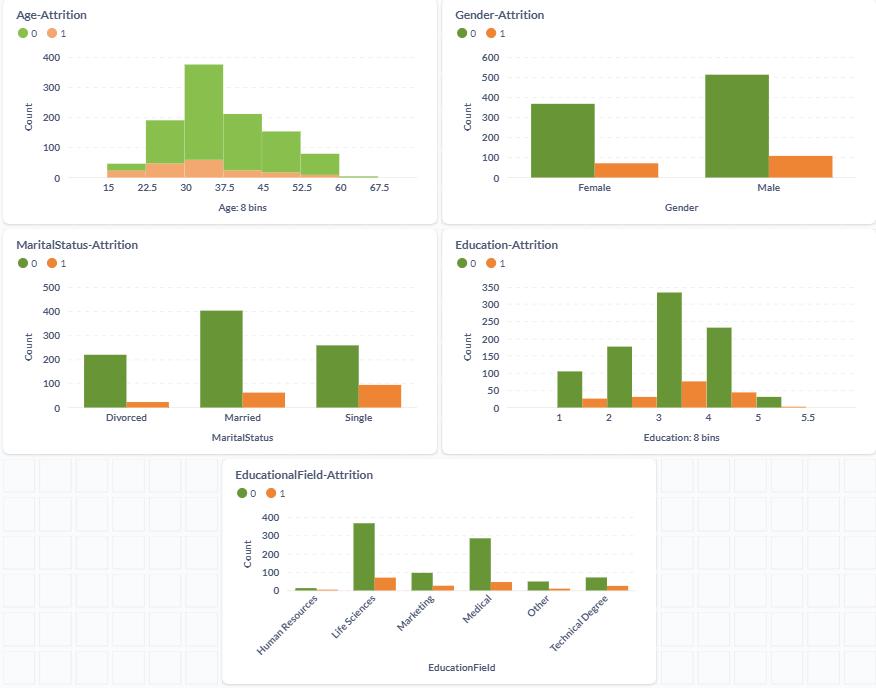 Age-Attrition
0 1
400
300
200
100
0
Count
15 22.5 30 37.5 45 52.5 60 67.5
Age: 8 bins
Gender-Attrition
0 1
600
500
400
300
200
100
0
Count
Female Male
Gender
MaritalStatus-Attrition
0 1
500
400
300
200
100
0
Count
Divorced Married Single
MaritalStatus
Education-Attrition
0 1
350
300
250
200
150
100
50
0
Count
1 2 3 4 5 5.5
Education: 8 bins
EducationalField-Attrition
0 1
400
300
200
100
0
Count
Human Resources Life Sciences Marketing Medical Other Technical Degree
EducationField